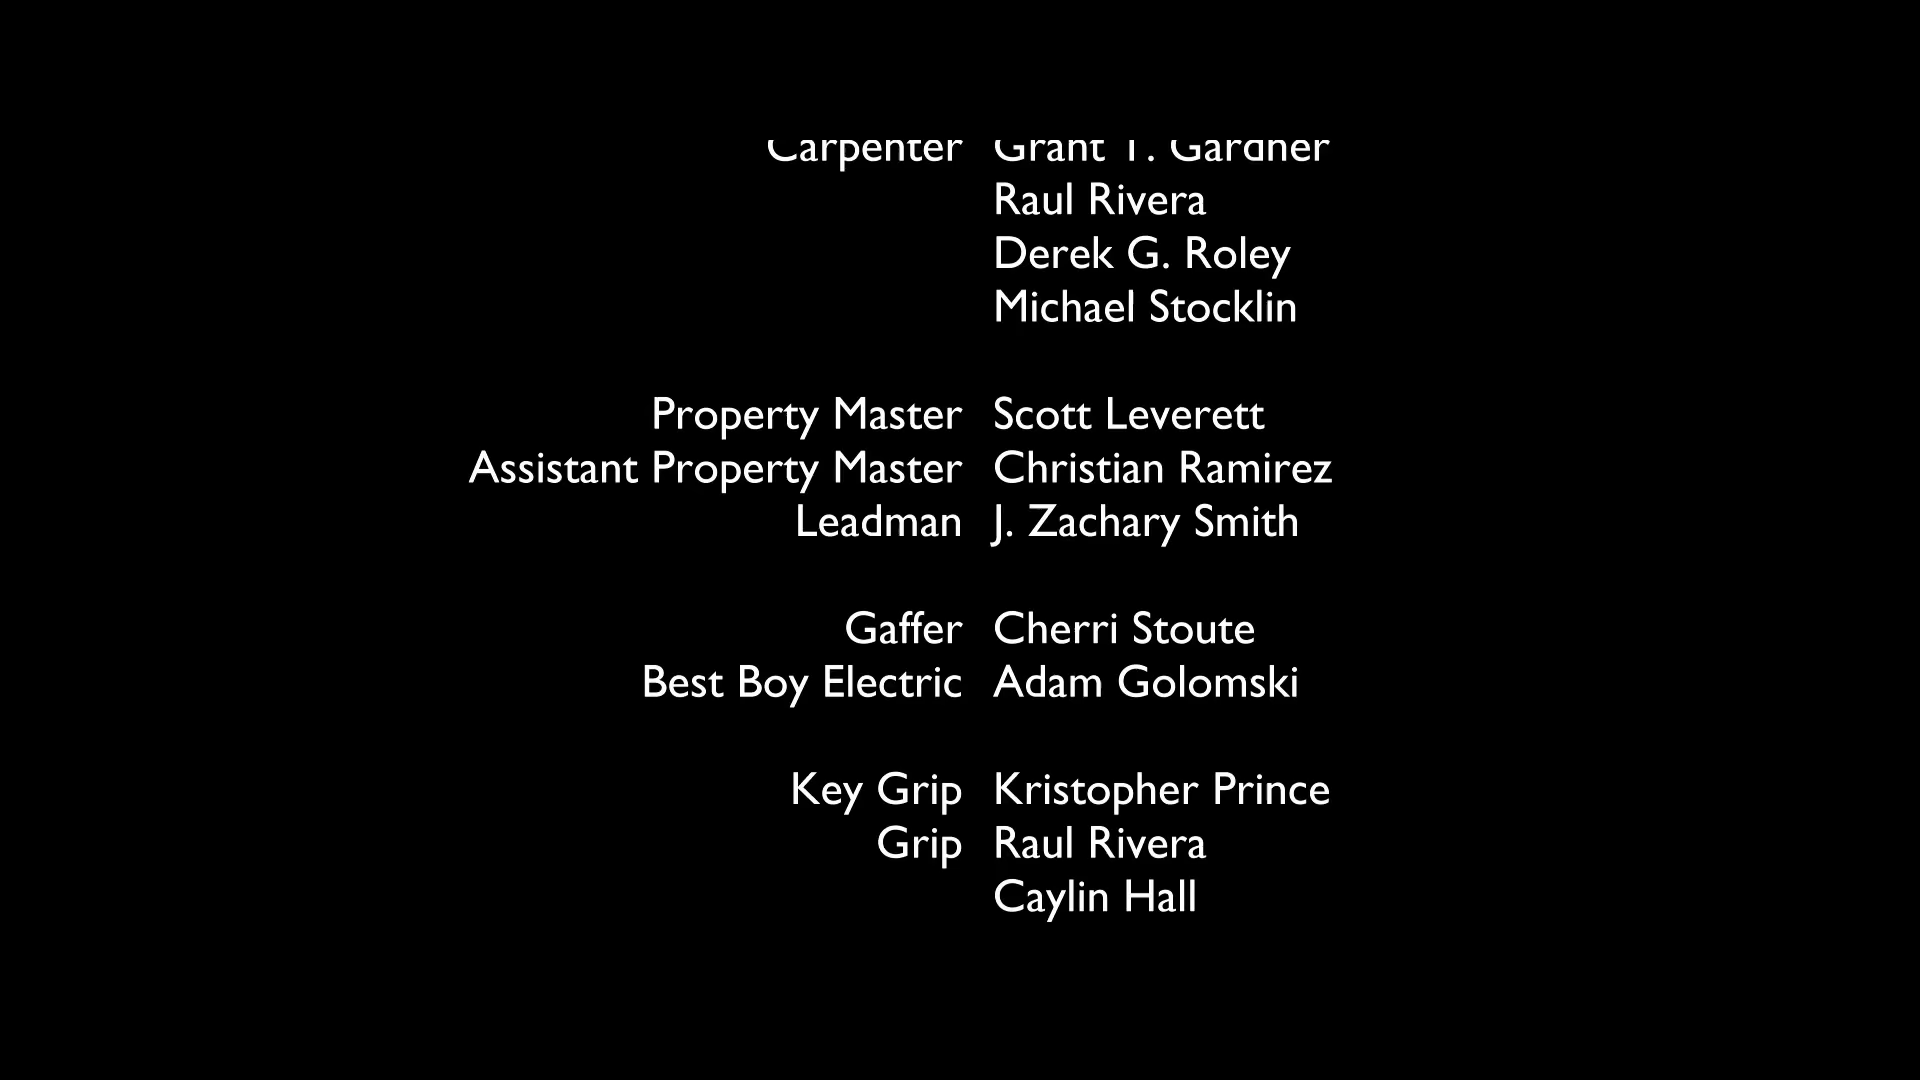 Carpenter Grant T. Gardner
Raul Rivera
Derek G. Roley
Michael Stocklin
Property Master Scott Leverett
Assistant Property Master Christian Ramirez
Leadman J. Zachary Smith
Gaffer Cherri Stoute
Best Boy Electric Adam Golomski
Key Grip Kristopher Prince
Grip Raul Rivera
Caylin Hall